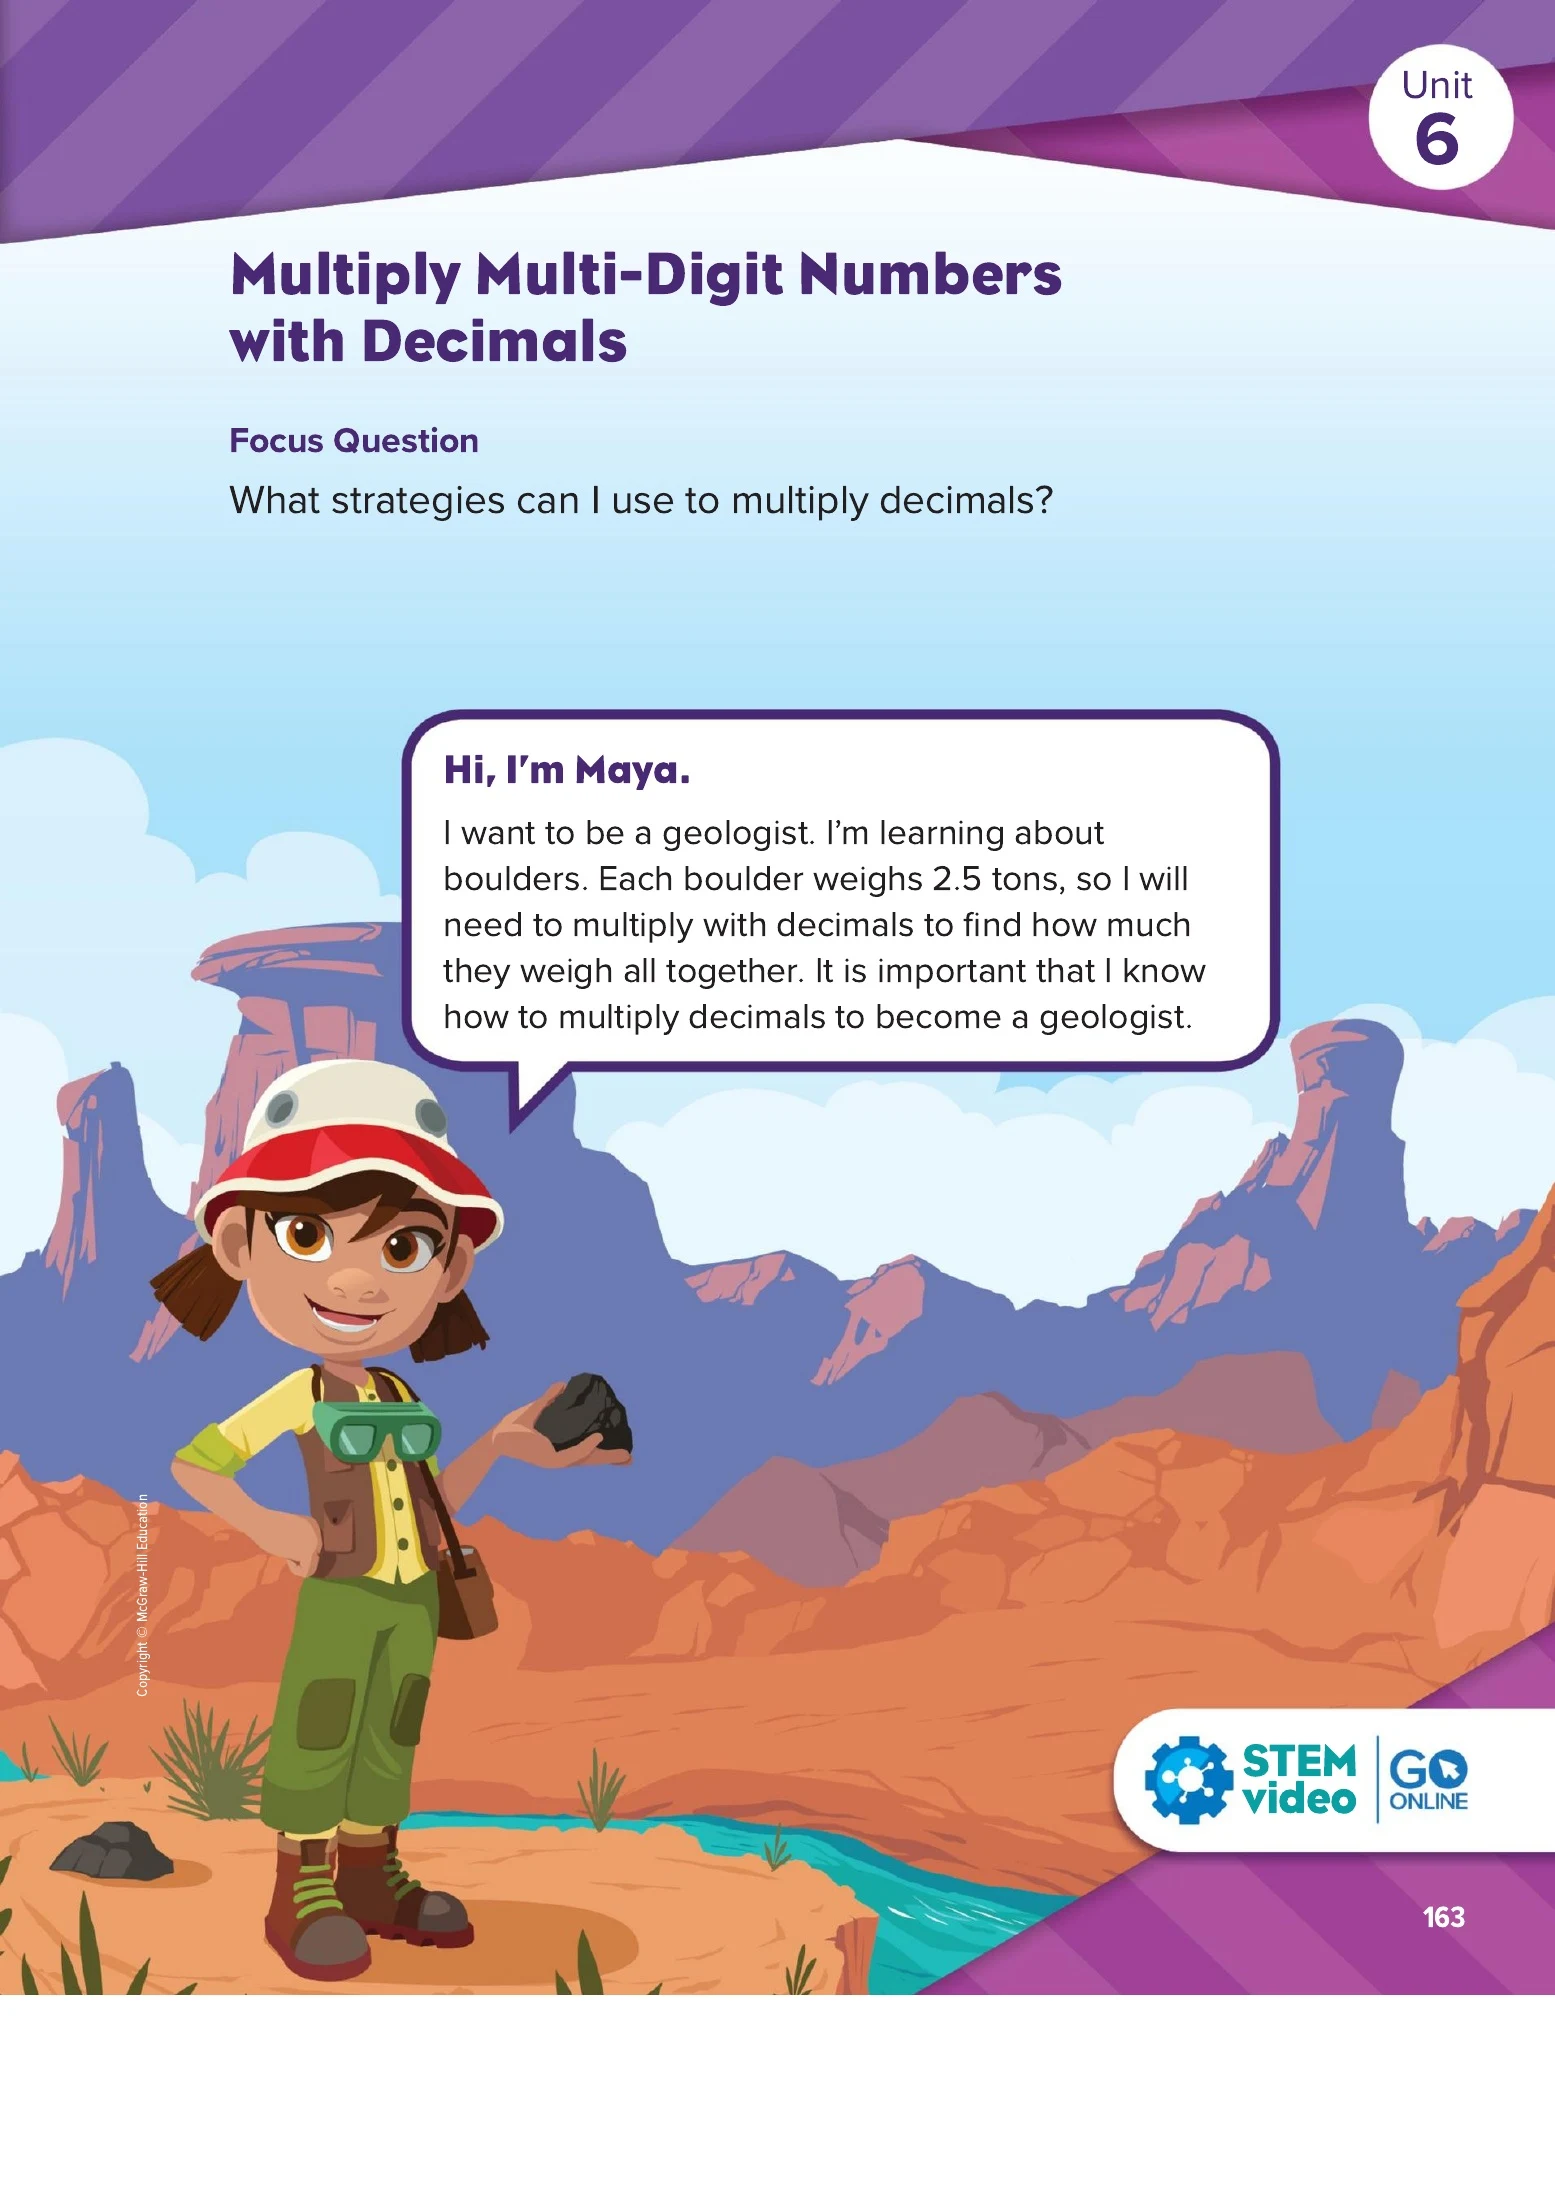 Unit
6
Multiply Multi-Digit Numbers
with Decimals
Focus Question
What strategies can I use to multiply decimals?
Hi, I'm Maya.
I want to be a geologist. I'm learning about
boulders. Each boulder weighs 2.5 tons, so I will
need to multiply with decimals to find how much
they weigh all together. It is important that I know
how to multiply decimals to become a geologist.
Copyright © McGraw-Hill Education
STEM
video
GO
ONLINE
163